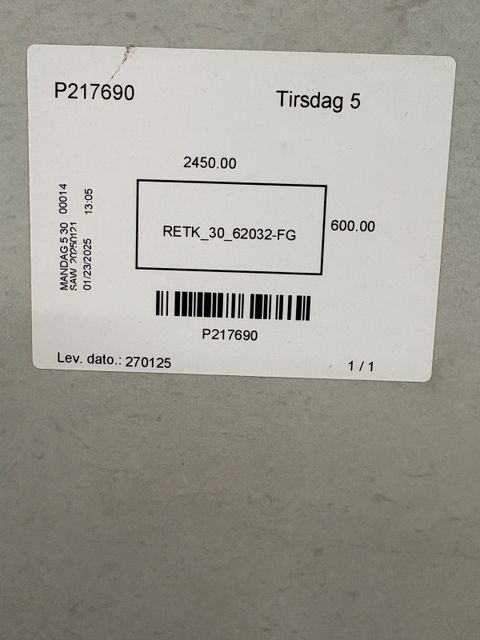 P217690
Tirsdag 5
2450.00
RETK_30_62032-FG
600.00
MANDAG 5 30 00014
SAW 20250121
01/23/2025 13:05
P217690
Lev. dato.: 270125
1 / 1